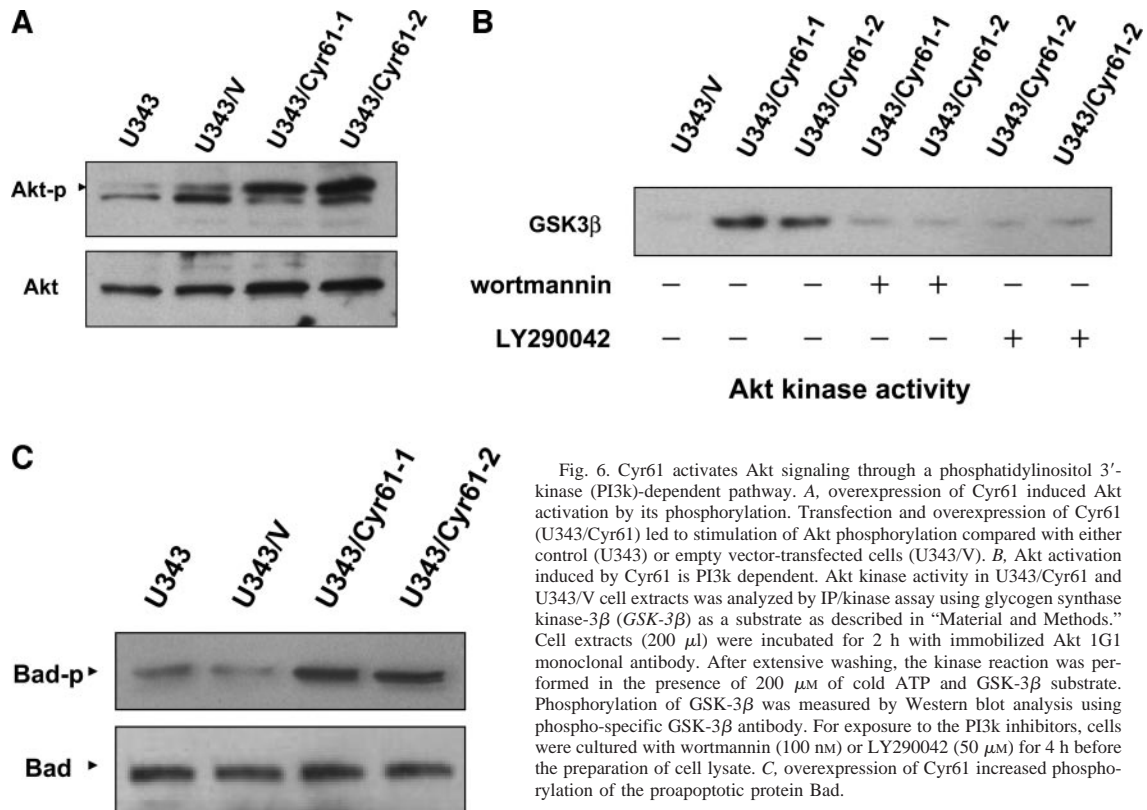 A
U343
U343/V
U343/Cyr61-1
U343/Cyr61-2
Akt-p
Akt
B
U343/V
U343/Cyr61-1
U343/Cyr61-2
U343/Cyr61-1
U343/Cyr61-2
U343/Cyr61-2
U343/Cyr61-2
GSK3β
wortmannin − − − + + − −
LY290042 − − − − − + +
Akt kinase activity
C
U343
U343/V
U343/Cyr61-1
U343/Cyr61-2
Bad-p
Bad
Fig. 6. Cyr61 activates Akt signaling through a phosphatidylinositol 3′-
kinase (PI3k)-dependent pathway. A, overexpression of Cyr61 induced Akt
activation by its phosphorylation. Transfection and overexpression of Cyr61
(U343/Cyr61) led to stimulation of Akt phosphorylation compared with either
control (U343) or empty vector-transfected cells (U343/V). B, Akt activation
induced by Cyr61 is PI3k dependent. Akt kinase activity in U343/Cyr61 and
U343/V cell extracts was analyzed by IP/kinase assay using glycogen synthase
kinase-3β (GSK-3β) as a substrate as described in “Material and Methods.”
Cell extracts (200 μl) were incubated for 2 h with immobilized Akt 1G1
monoclonal antibody. After extensive washing, the kinase reaction was per-
formed in the presence of 200 μM of cold ATP and GSK-3β substrate.
Phosphorylation of GSK-3β was measured by Western blot analysis using
phospho-specific GSK-3β antibody. For exposure to the PI3k inhibitors, cells
were cultured with wortmannin (100 nM) or LY290042 (50 μM) for 4 h before
the preparation of cell lysate. C, overexpression of Cyr61 increased phospho-
rylation of the proapoptotic protein Bad.